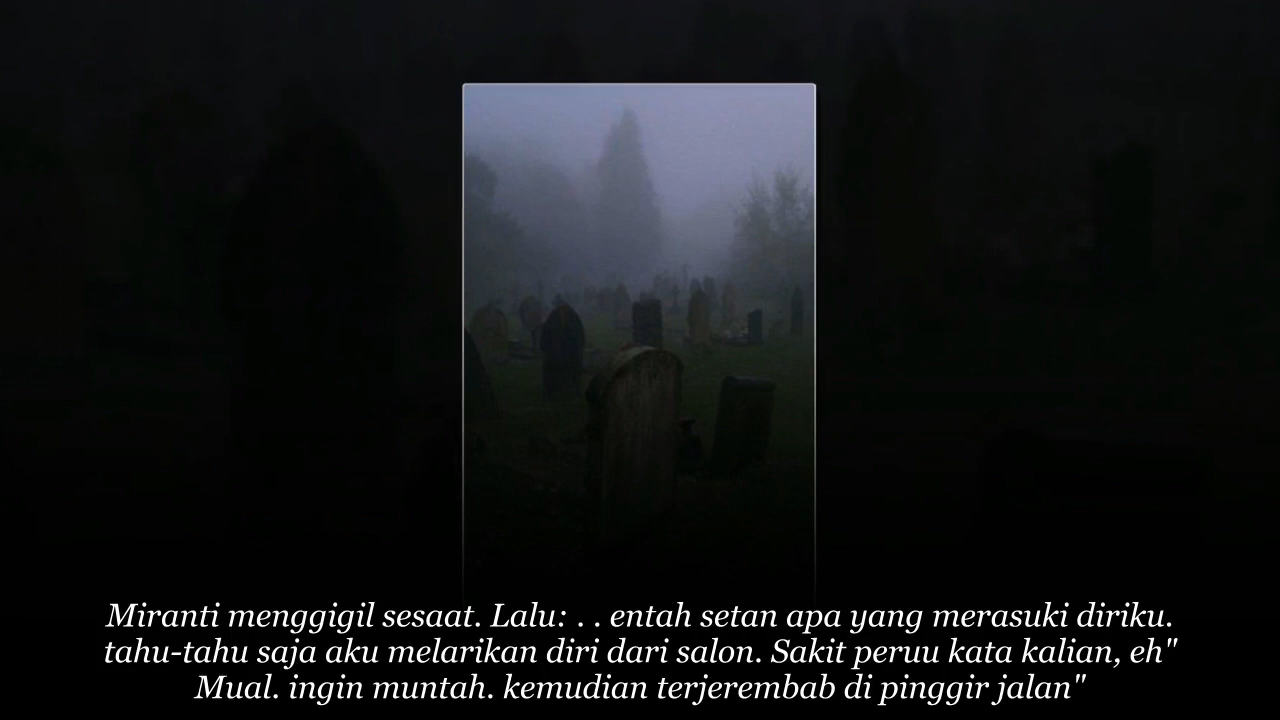 Miranti menggigil sesaat. Lalu: . . entah setan apa yang merasuki diriku.
tahu-tahu saja aku melarikan diri dari salon. Sakit peruu kata kalian, eh"
Mual. ingin muntah. kemudian terjerembab di pinggir jalan"